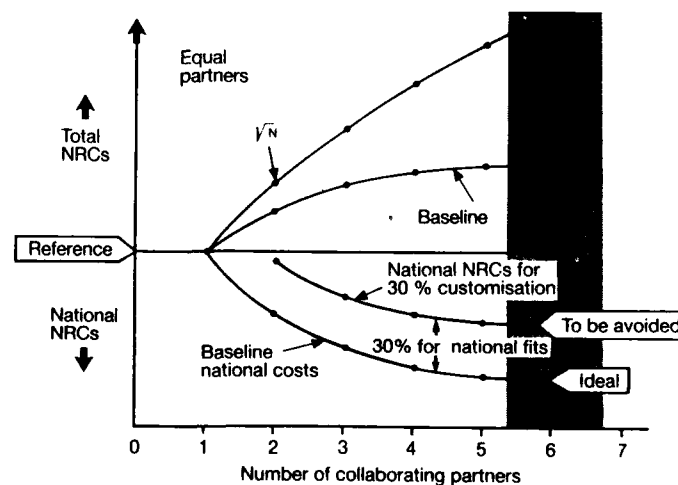 Equal
partners
Total
NRCs
√N
Baseline
Reference
National NRCs for
30 % customisation
To be avoided
National
NRCs
30% for national fits
Baseline
national costs
Ideal
0 1 2 3 4 5 6 7
Number of collaborating partners